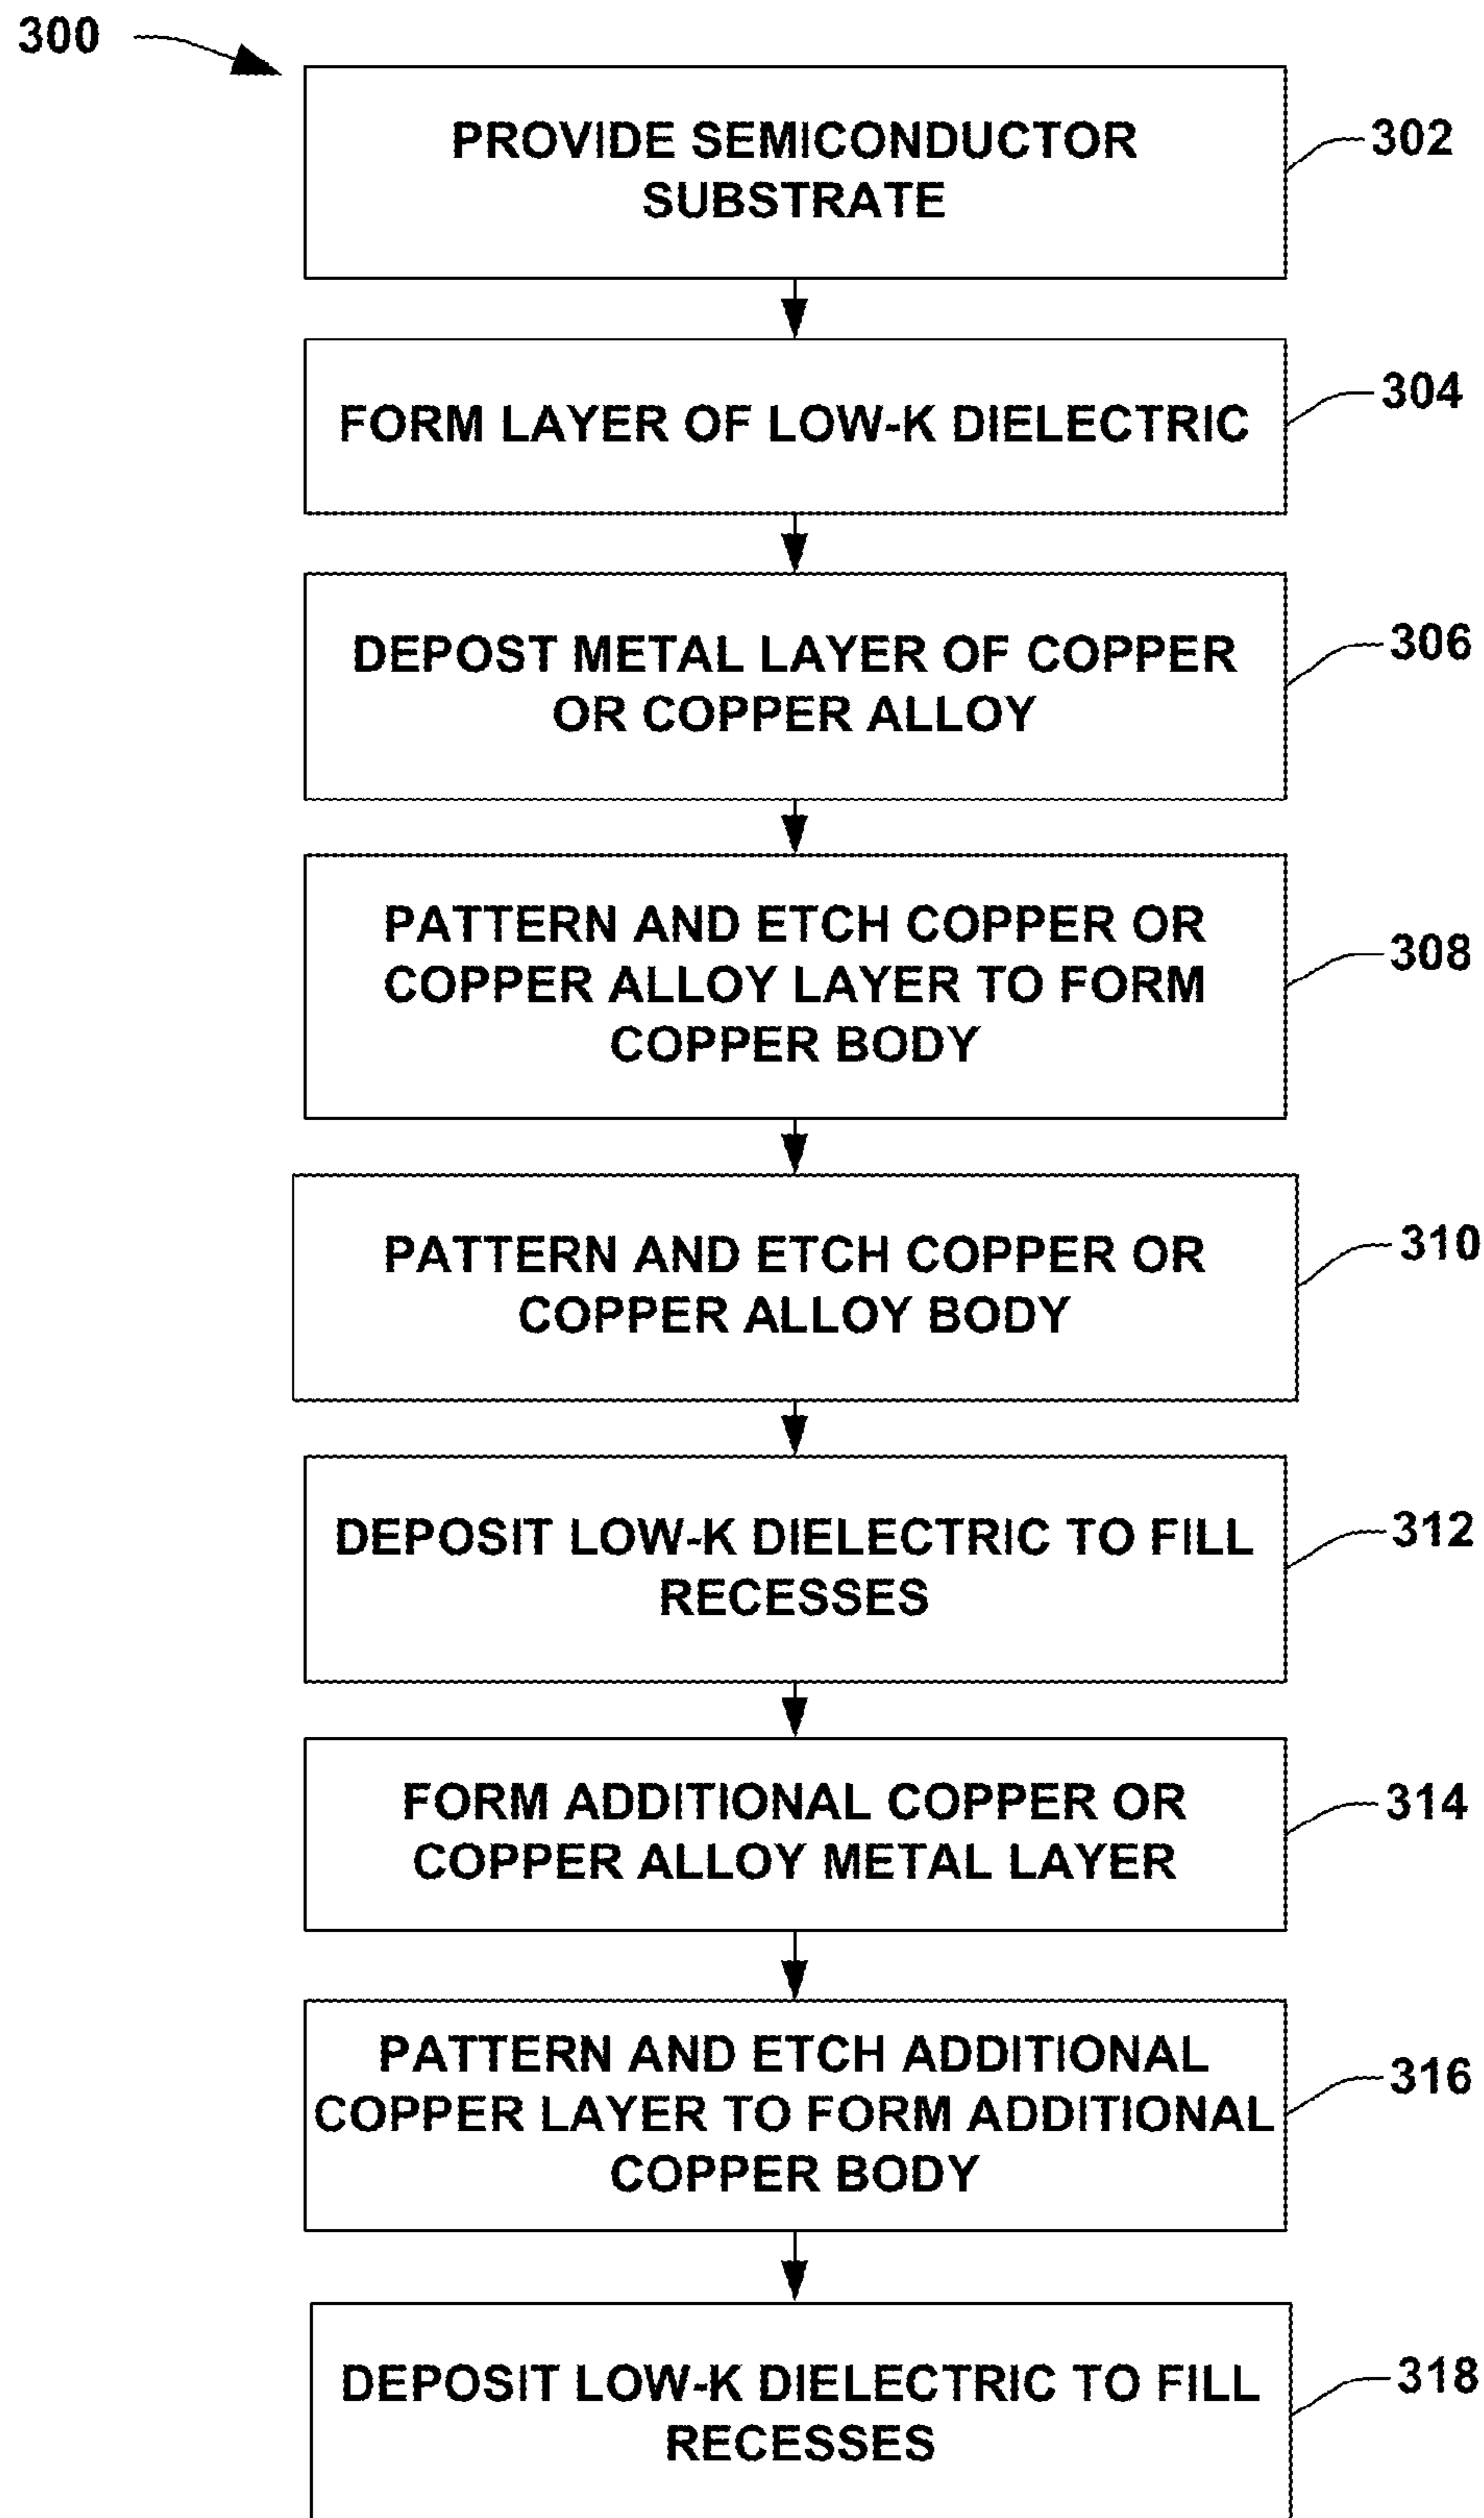 300
PROVIDE SEMICONDUCTOR
SUBSTRATE
302
FORM LAYER OF LOW-K DIELECTRIC
304
DEPOST METAL LAYER OF COPPER
OR COPPER ALLOY
306
PATTERN AND ETCH COPPER OR
COPPER ALLOY LAYER TO FORM
COPPER BODY
308
PATTERN AND ETCH COPPER OR
COPPER ALLOY BODY
310
DEPOSIT LOW-K DIELECTRIC TO FILL
RECESSES
312
FORM ADDITIONAL COPPER OR
COPPER ALLOY METAL LAYER
314
PATTERN AND ETCH ADDITIONAL
COPPER LAYER TO FORM ADDITIONAL
COPPER BODY
316
DEPOSIT LOW-K DIELECTRIC TO FILL
RECESSES
318